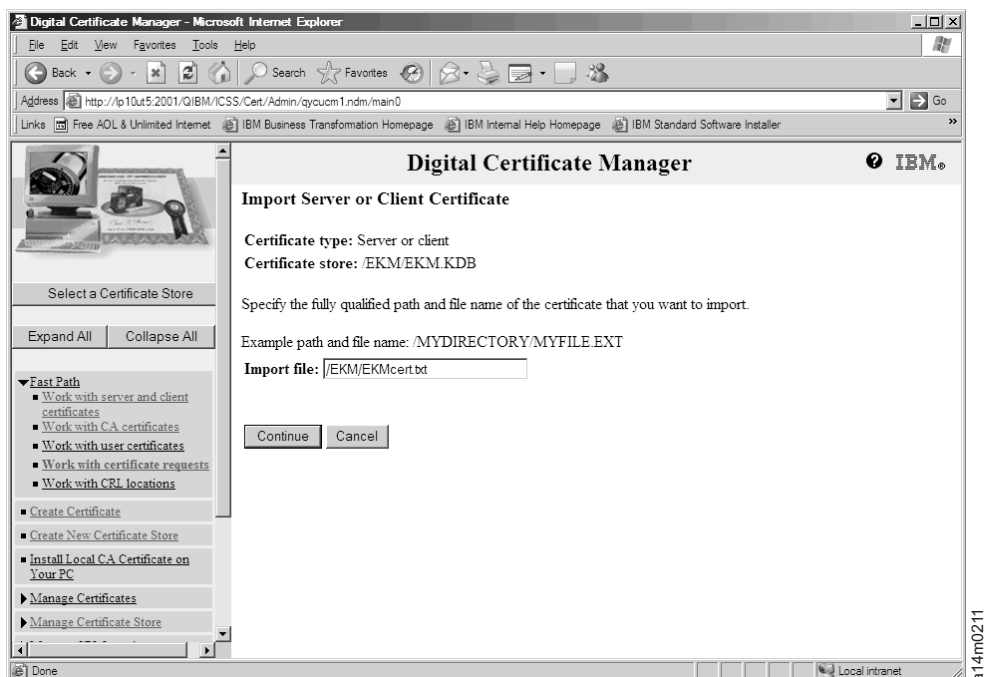 Digital Certificate Manager - Microsoft Internet Explorer
File Edit View Favorites Tools Help
Back Search Favorites
Address http://lp10ut5:2001/QIBM/ICSS/Cert/Admin/qycucm1.ndm/main0 Go
Links Free AOL & Unlimited Internet IBM Business Transformation Homepage IBM Internal Help Homepage IBM Standard Software Installer »
Select a Certificate Store
Expand All Collapse All
Fast Path
Work with server and client
certificates
Work with CA certificates
Work with user certificates
Work with certificate requests
Work with CRL locations
Create Certificate
Create New Certificate Store
Install Local CA Certificate on
Your PC
Manage Certificates
Manage Certificate Store
Digital Certificate Manager
IBM®
Import Server or Client Certificate
Certificate type: Server or client
Certificate store: /EKM/EKM.KDB
Specify the fully qualified path and file name of the certificate that you want to import.
Example path and file name: /MYDIRECTORY/MYFILE.EXT
Import file: /EKM/EKMcert.txt
Continue Cancel
Done Local intranet
a14m0211